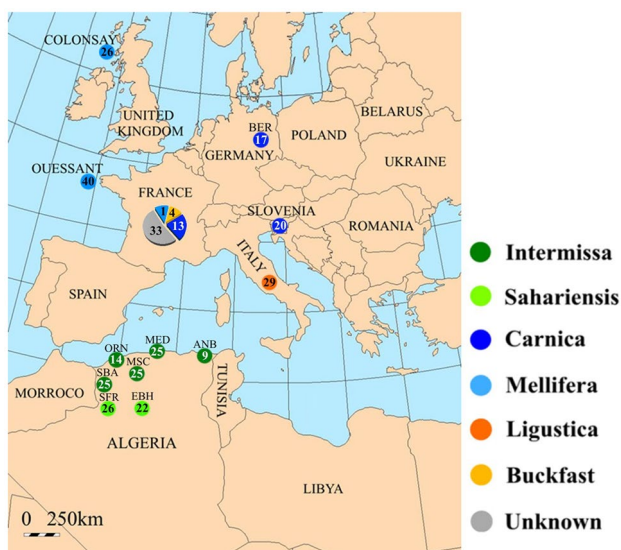 COLONSAY
26
UNITED
KINGDOM
BER
17
GERMANY
POLAND
BELARUS
UKRAINE
OUESSANT
40
FRANCE
1
4
13
33
SLOVENIA
20
ROMANIA
ITALY
29
SPAIN
ORN
14
MED
25
ANB
9
SBA
25
MSC
25
SFR
26
EBH
22
MORROCO
TUNISIA
ALGERIA
LIBYA
0 250km
Intermissa
Sahariensis
Carnica
Mellifera
Ligustica
Buckfast
Unknown